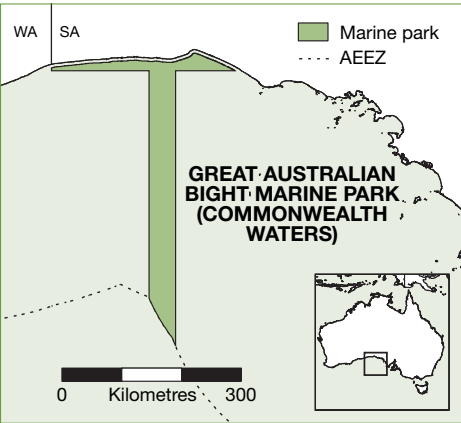 WA SA
Marine park
AEEZ
GREAT AUSTRALIAN
BIGHT MARINE PARK
(COMMONWEALTH
WATERS)
0 Kilometres 300